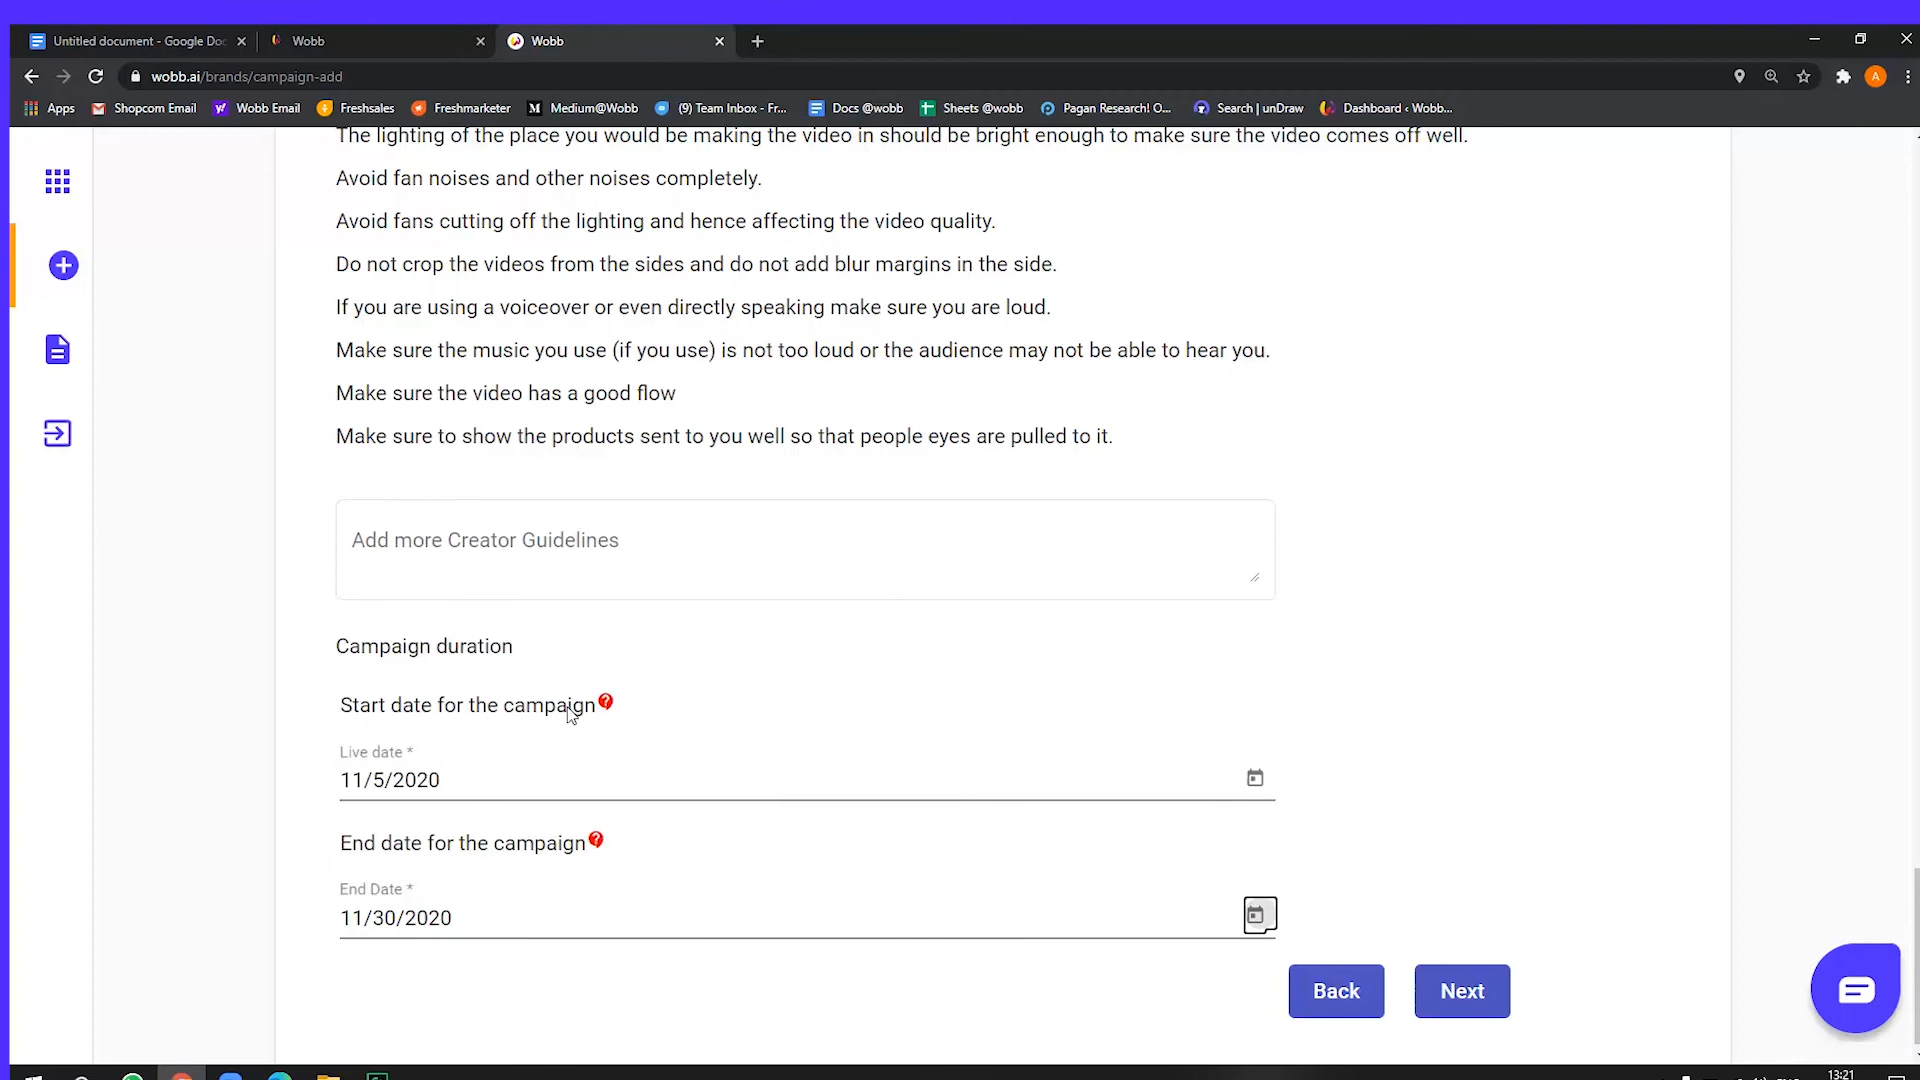 Untitled document - Google Doc
Wobb
Wobb
wobb.ai/brands/campaign-add
A
Apps
Shopcom Email
Wobb Email
Freshsales
Freshmarketer
Medium@Wobb
(9) Team Inbox - Fr...
Docs @wobb
Sheets @wobb
Pagan Research! O...
Search | unDraw
Dashboard ‹ Wobb...
The lighting of the place you would be making the video in should be bright enough to make sure the video comes off well.
Avoid fan noises and other noises completely.
Avoid fans cutting off the lighting and hence affecting the video quality.
Do not crop the videos from the sides and do not add blur margins in the side.
If you are using a voiceover or even directly speaking make sure you are loud.
Make sure the music you use (if you use) is not too loud or the audience may not be able to hear you.
Make sure the video has a good flow
Make sure to show the products sent to you well so that people eyes are pulled to it.
Add more Creator Guidelines
Campaign duration
Start date for the campaign
Live date *
11/5/2020
End date for the campaign
End Date *
11/30/2020
Back
Next
13:21